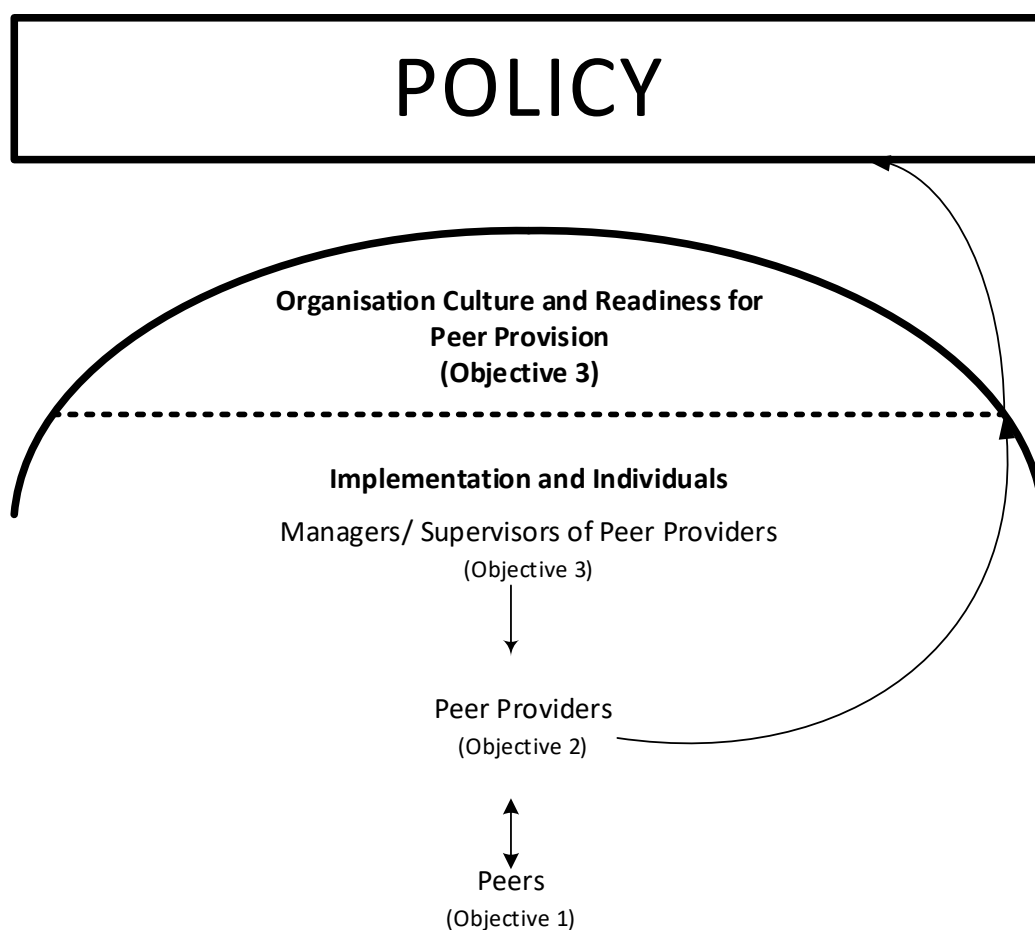 POLICY
Organisation Culture and Readiness for
Peer Provision
(Objective 3)
Implementation and Individuals
Managers/ Supervisors of Peer Providers
(Objective 3)
Peer Providers
(Objective 2)
Peers
(Objective 1)